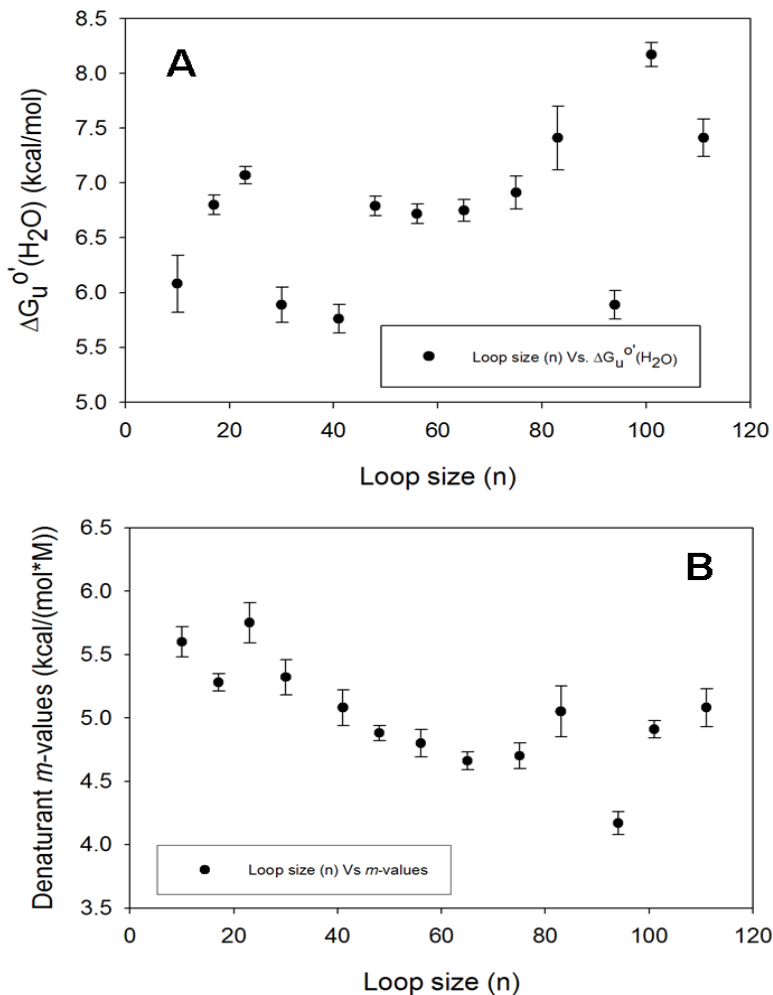 A
8.5
8.0
7.5
7.0
6.5
6.0
5.5
5.0
ΔGᵤᵒ'(H₂O) (kcal/mol)
Loop size (n) Vs. ΔGᵤᵒ'(H₂O)
0 20 40 60 80 100 120
Loop size (n)
B
6.5
6.0
5.5
5.0
4.5
4.0
3.5
Denaturant m-values (kcal/(mol*M))
Loop size (n) Vs m-values
0 20 40 60 80 100 120
Loop size (n)